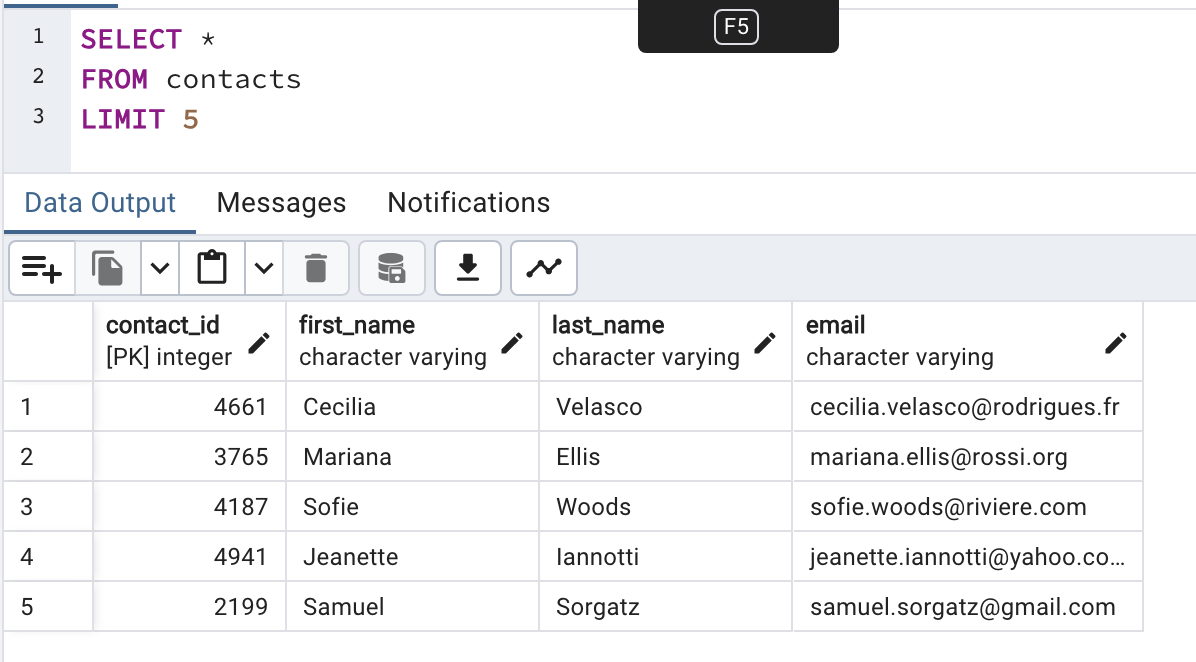 F5
1 SELECT *
2 FROM contacts
3 LIMIT 5
Data Output Messages Notifications
contact_id first_name last_name email
[PK] integer character varying character varying character varying
1 4661 Cecilia Velasco cecilia.velasco@rodrigues.fr
2 3765 Mariana Ellis mariana.ellis@rossi.org
3 4187 Sofie Woods sofie.woods@riviere.com
4 4941 Jeanette Iannotti jeanette.iannotti@yahoo.co...
5 2199 Samuel Sorgatz samuel.sorgatz@gmail.com